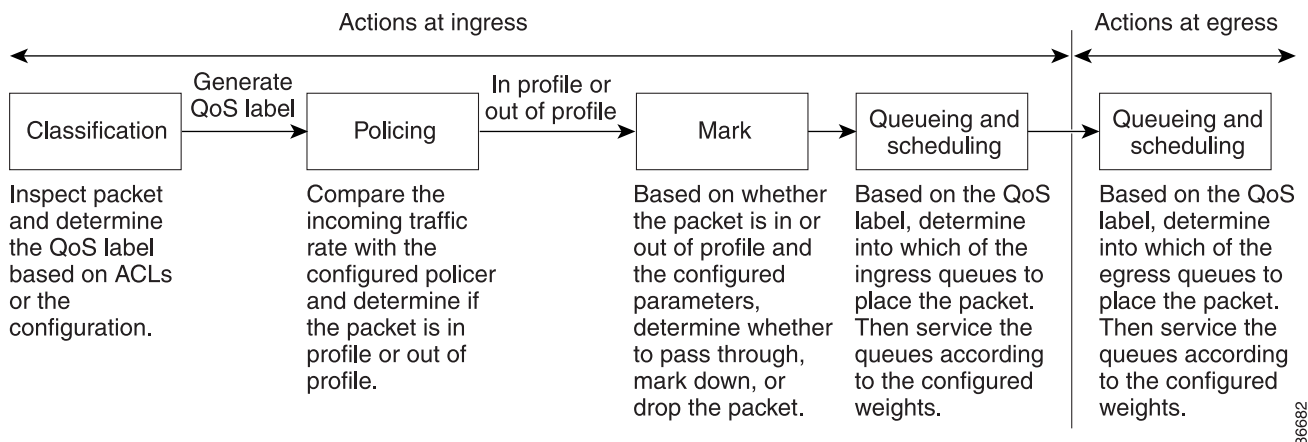 Actions at ingress
Actions at egress
Generate
QoS label
In profile or
out of profile
Classification
Policing
Mark
Queueing and
scheduling
Queueing and
scheduling
Inspect packet
and determine
the QoS label
based on ACLs
or the
configuration.
Compare the
incoming traffic
rate with the
configured policer
and determine if
the packet is in
profile or out of
profile.
Based on whether
the packet is in or
out of profile and
the configured
parameters,
determine whether
to pass through,
mark down, or
drop the packet.
Based on the QoS
label, determine
into which of the
ingress queues to
place the packet.
Then service the
queues according
to the configured
weights.
Based on the QoS
label, determine
into which of the
egress queues to
place the packet.
Then service the
queues according
to the configured
weights.